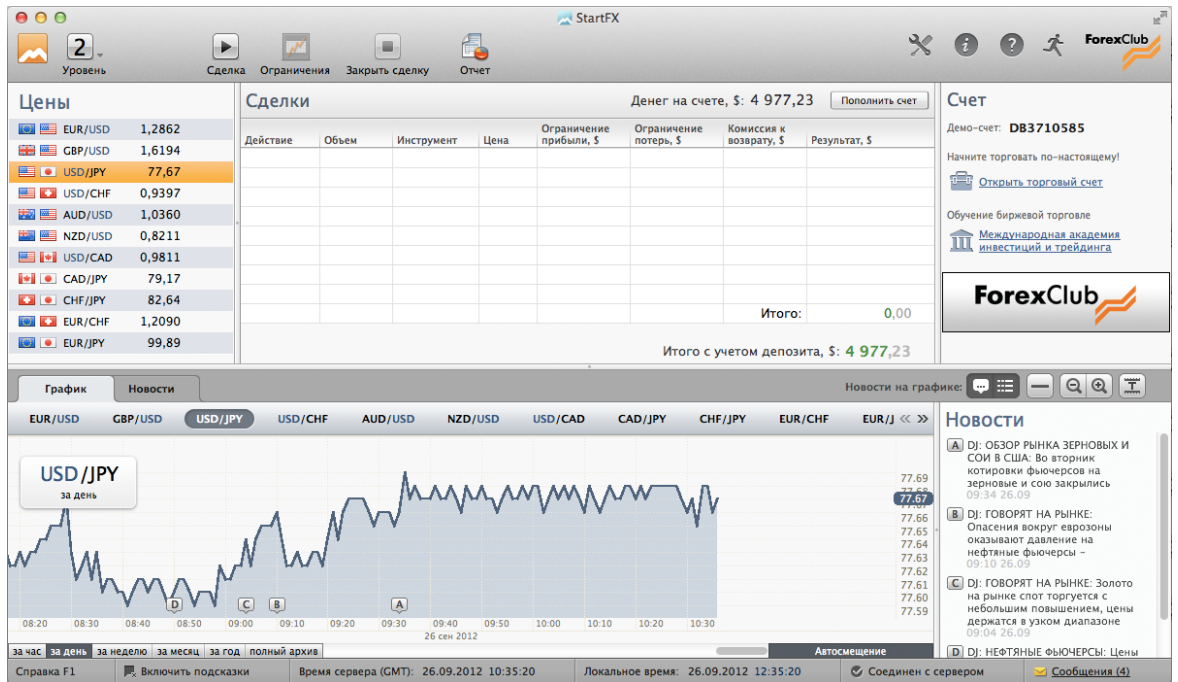 StartFX
2
Уровень
Сделка
Ограничения
Закрыть сделку
Отчет
ForexClub
Цены
EUR/USD 1,2862
GBP/USD 1,6194
USD/JPY 77,67
USD/CHF 0,9397
AUD/USD 1,0360
NZD/USD 0,8211
USD/CAD 0,9811
CAD/JPY 79,17
CHF/JPY 82,64
EUR/CHF 1,2090
EUR/JPY 99,89
Сделки
Денег на счете, $: 4 977,23
Пополнить счет
Действие
Объем
Инструмент
Цена
Ограничение
прибыли, $
Ограничение
потерь, $
Комиссия к
возврату, $
Результат, $
Итого: 0,00
Итого с учетом депозита, $: 4 977,23
Счет
Демо-счет: DB3710585
Начните торговать по-настоящему!
Открыть торговый счет
Обучение биржевой торговле
Международная академия
инвестиций и трейдинга
ForexClub
График
Новости
Новости на графике:
EUR/USD GBP/USD USD/JPY USD/CHF AUD/USD NZD/USD USD/CAD CAD/JPY CHF/JPY EUR/CHF EUR/J
USD/JPY
за день
77.69
77.67
77.66
77.65
77.64
77.63
77.62
77.61
77.60
77.59
D
C
B
A
08:20 08:30 08:40 08:50 09:00 09:10 09:20 09:30 09:40 09:50 10:00 10:10 10:20 10:30
26 сен 2012
за час за день за неделю за месяц за год полный архив
Автосмещение
Новости
A DJ: ОБЗОР РЫНКА ЗЕРНОВЫХ И
СОИ В США: Во вторник
котировки фьючерсов на
зерновые и сою закрылись
09:34 26.09
B DJ: ГОВОРЯТ НА РЫНКЕ:
Опасения вокруг еврозоны
оказывают давление на
нефтяные фьючерсы –
09:10 26.09
C DJ: ГОВОРЯТ НА РЫНКЕ: Золото
на рынке спот торгуется с
небольшим повышением, цены
держатся в узком диапазоне
09:04 26.09
D DJ: НЕФТЯНЫЕ ФЬЮЧЕРСЫ: Цены
Справка F1
Включить подсказки
Время сервера (GMT): 26.09.2012 10:35:20
Локальное время: 26.09.2012 12:35:20
Соединен с сервером
Сообщения (4)